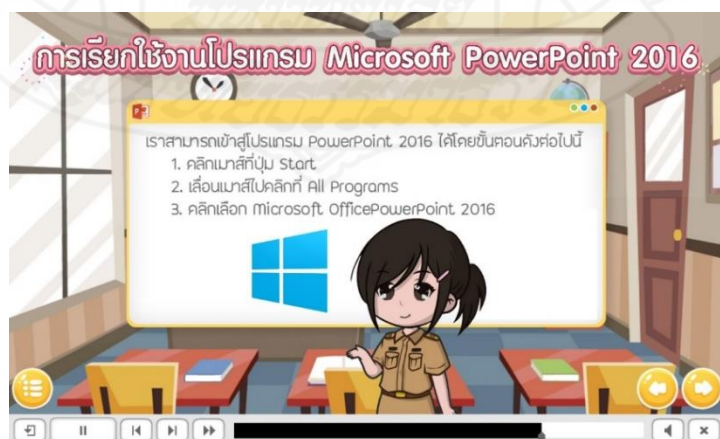 การเรียกใช้งานโปรแกรม Microsoft PowerPoint 2016
เราสามารถเข้าสู่โปรแกรม PowerPoint 2016 ได้โดยขั้นตอนดังต่อไปนี้
1. คลิกเมาส์ที่ปุ่ม Start
2. เลื่อนเมาส์ไปคลิกที่ All Programs
3. คลิกเลือก Microsoft OfficePowerPoint 2016